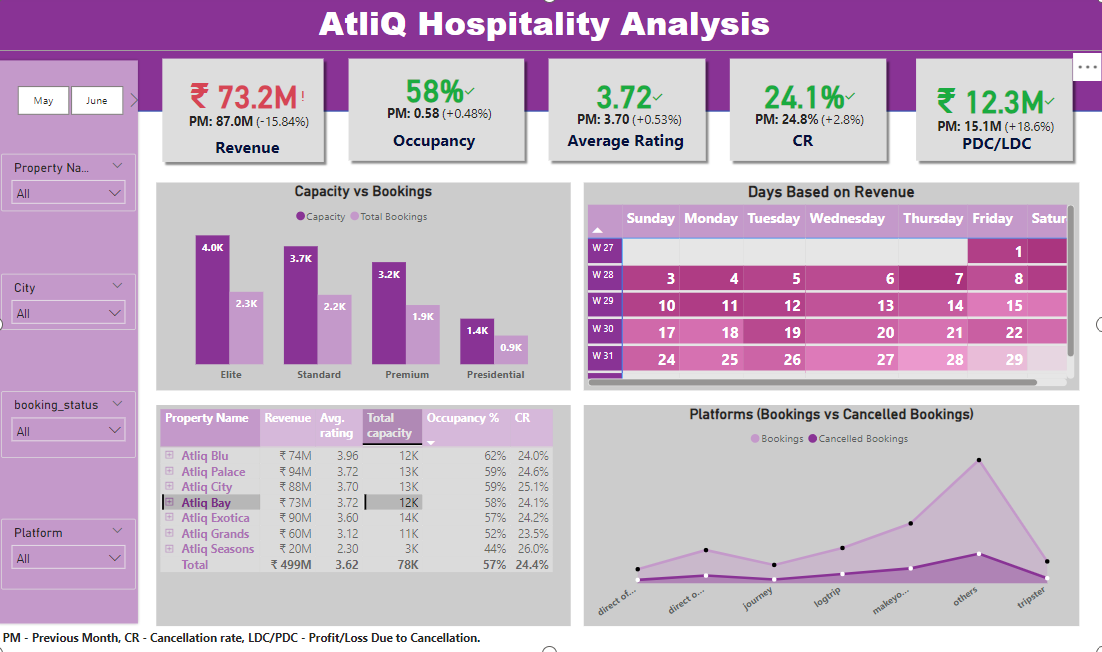 AtliQ Hospitality Analysis
May
June
Property Na...
All
City
All
booking_status
All
Platform
All
₹ 73.2M!
PM: 87.0M (-15.84%)
Revenue
58%
PM: 0.58 (+0.48%)
Occupancy
3.72
PM: 3.70 (+0.53%)
Average Rating
24.1%
PM: 24.8% (+2.8%)
CR
₹ 12.3M
PM: 15.1M (+18.6%)
PDC/LDC
Capacity vs Bookings
Capacity Total Bookings
4.0K 2.3K 3.7K 2.2K 3.2K 1.9K 1.4K 0.9K
Elite Standard Premium Presidential
Days Based on Revenue
Sunday Monday Tuesday Wednesday Thursday Friday Satur
W 27 1
W 28 3 4 5 6 7 8
W 29 10 11 12 13 14 15
W 30 17 18 19 20 21 22
W 31 24 25 26 27 28 29
Property Name Revenue Avg. rating Total capacity Occupancy % CR
Atliq Blu ₹ 74M 3.96 12K 62% 24.0%
Atliq Palace ₹ 94M 3.72 13K 59% 24.6%
Atliq City ₹ 88M 3.70 13K 59% 25.1%
Atliq Bay ₹ 73M 3.72 12K 58% 24.1%
Atliq Exotica ₹ 90M 3.60 14K 57% 24.2%
Atliq Grands ₹ 60M 3.12 11K 52% 23.5%
Atliq Seasons ₹ 20M 2.30 3K 44% 26.0%
Total ₹ 499M 3.62 78K 57% 24.4%
Platforms (Bookings vs Cancelled Bookings)
Bookings Cancelled Bookings
direct of... direct o... journey logtrip makeyo... others tripster
PM - Previous Month, CR - Cancellation rate, LDC/PDC - Profit/Loss Due to Cancellation.